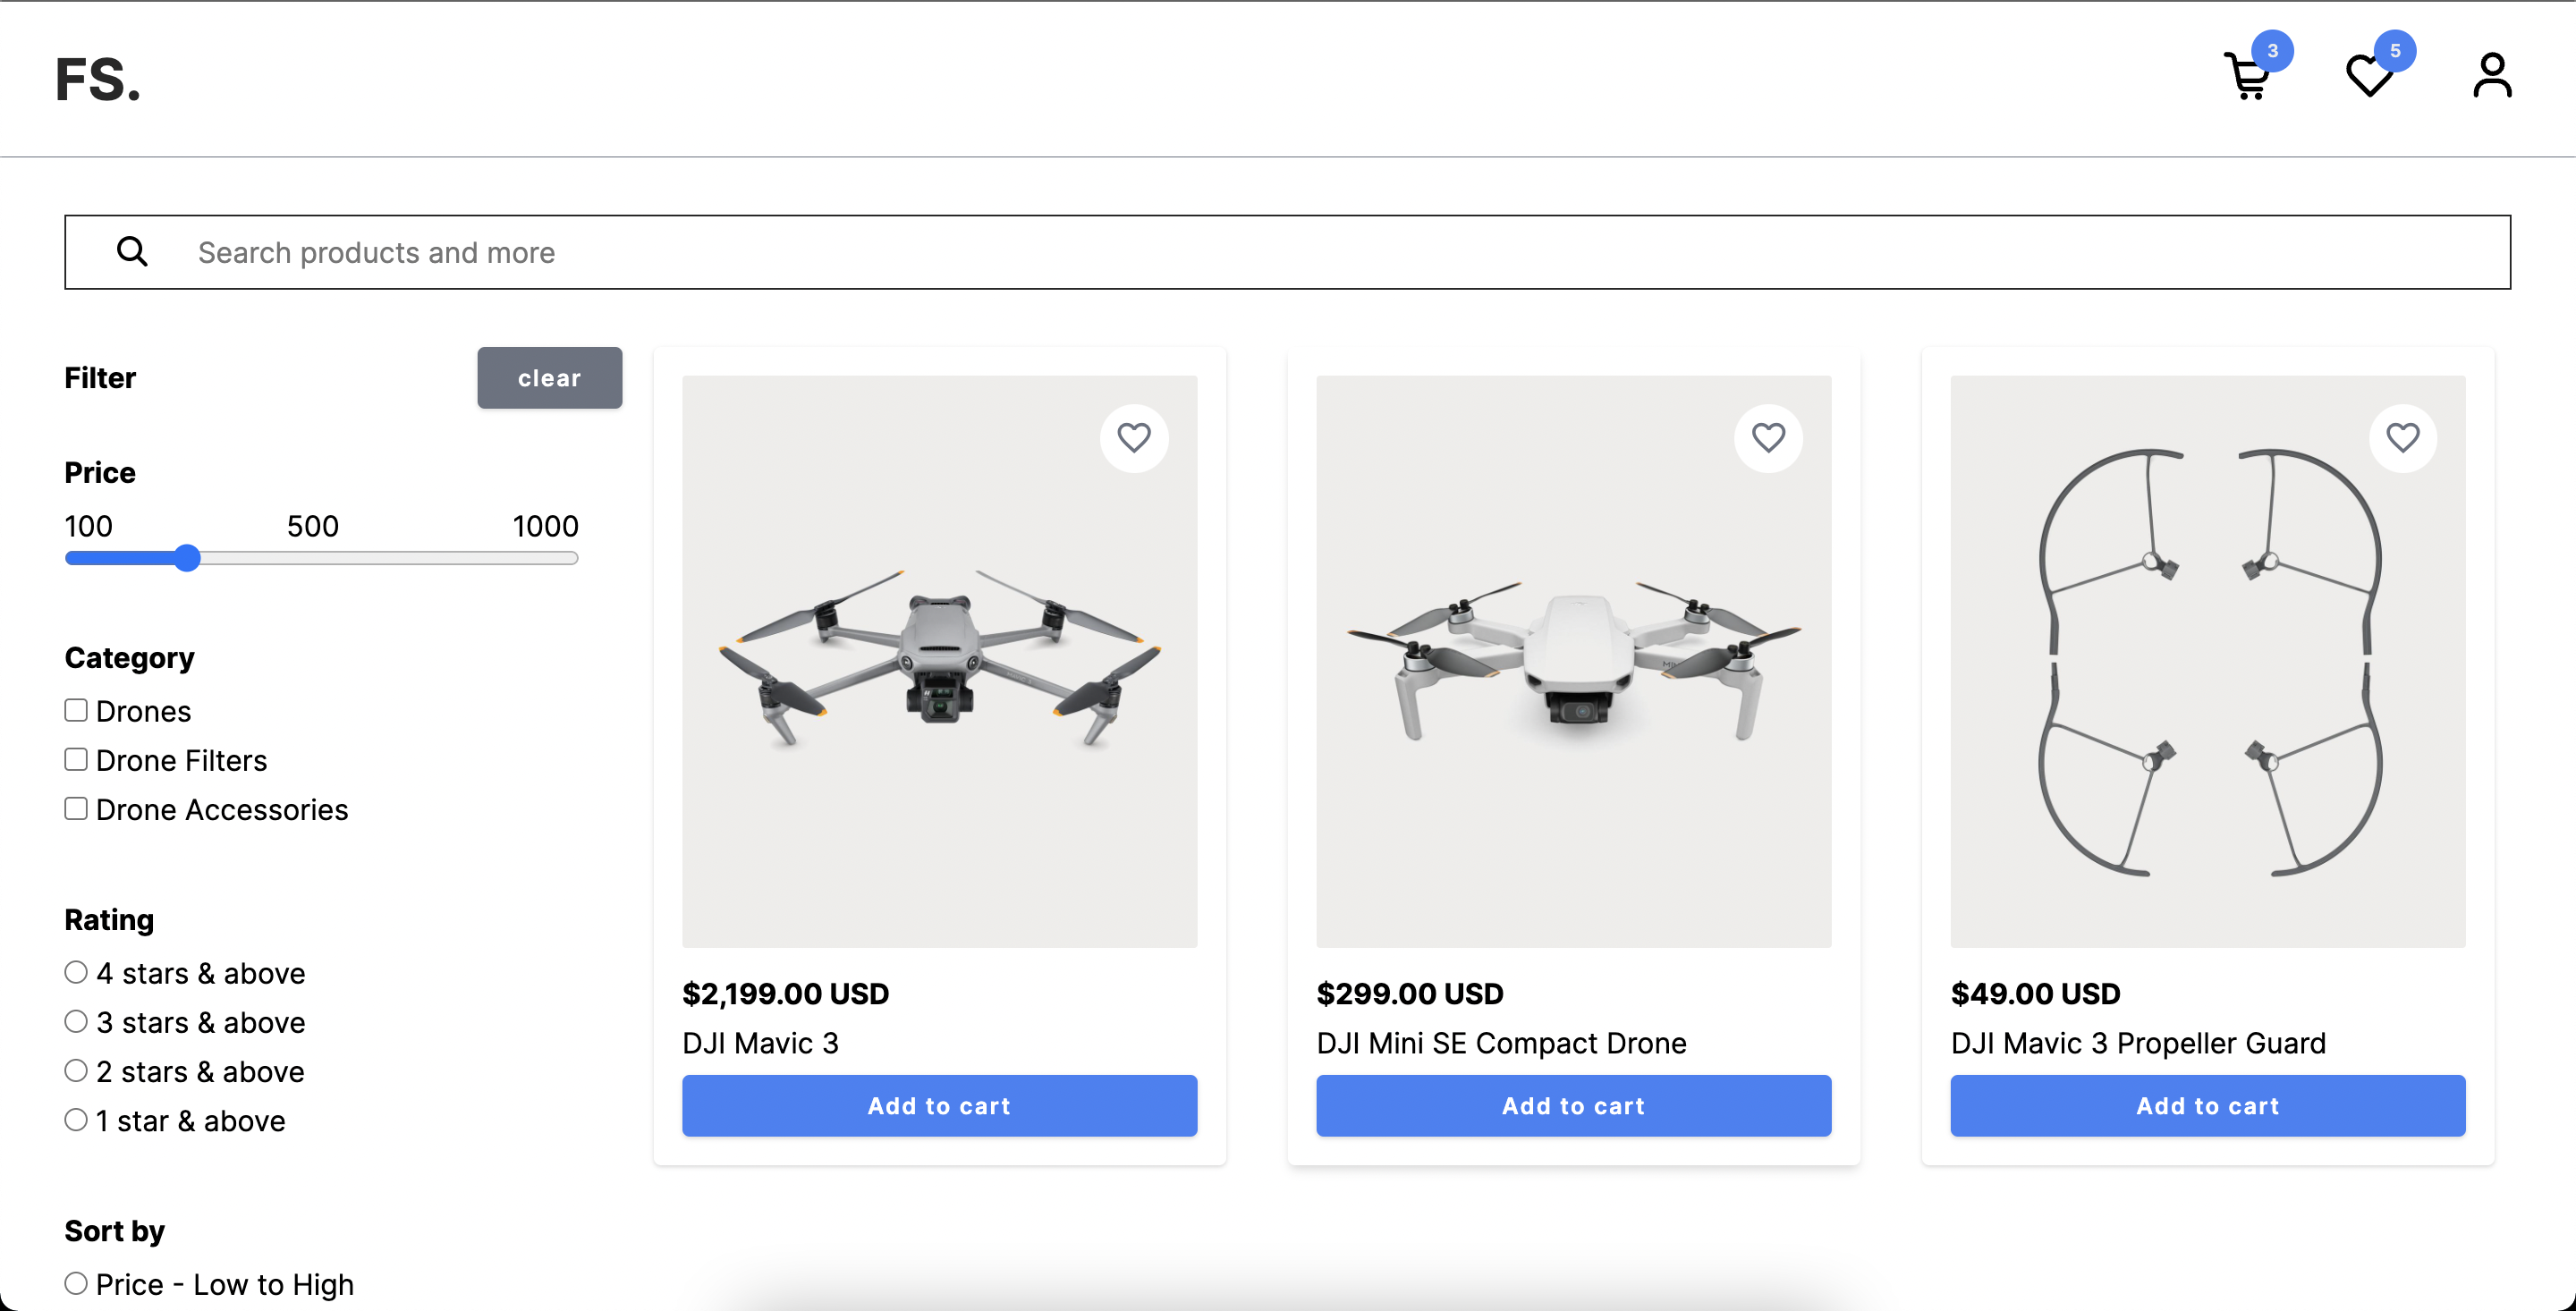 FS.
3
5
Search products and more
Filter
clear
Price
100 500 1000
Category
Drones
Drone Filters
Drone Accessories
Rating
4 stars & above
3 stars & above
2 stars & above
1 star & above
Sort by
Price - Low to High
$2,199.00 USD
DJI Mavic 3
Add to cart
$299.00 USD
DJI Mini SE Compact Drone
Add to cart
$49.00 USD
DJI Mavic 3 Propeller Guard
Add to cart